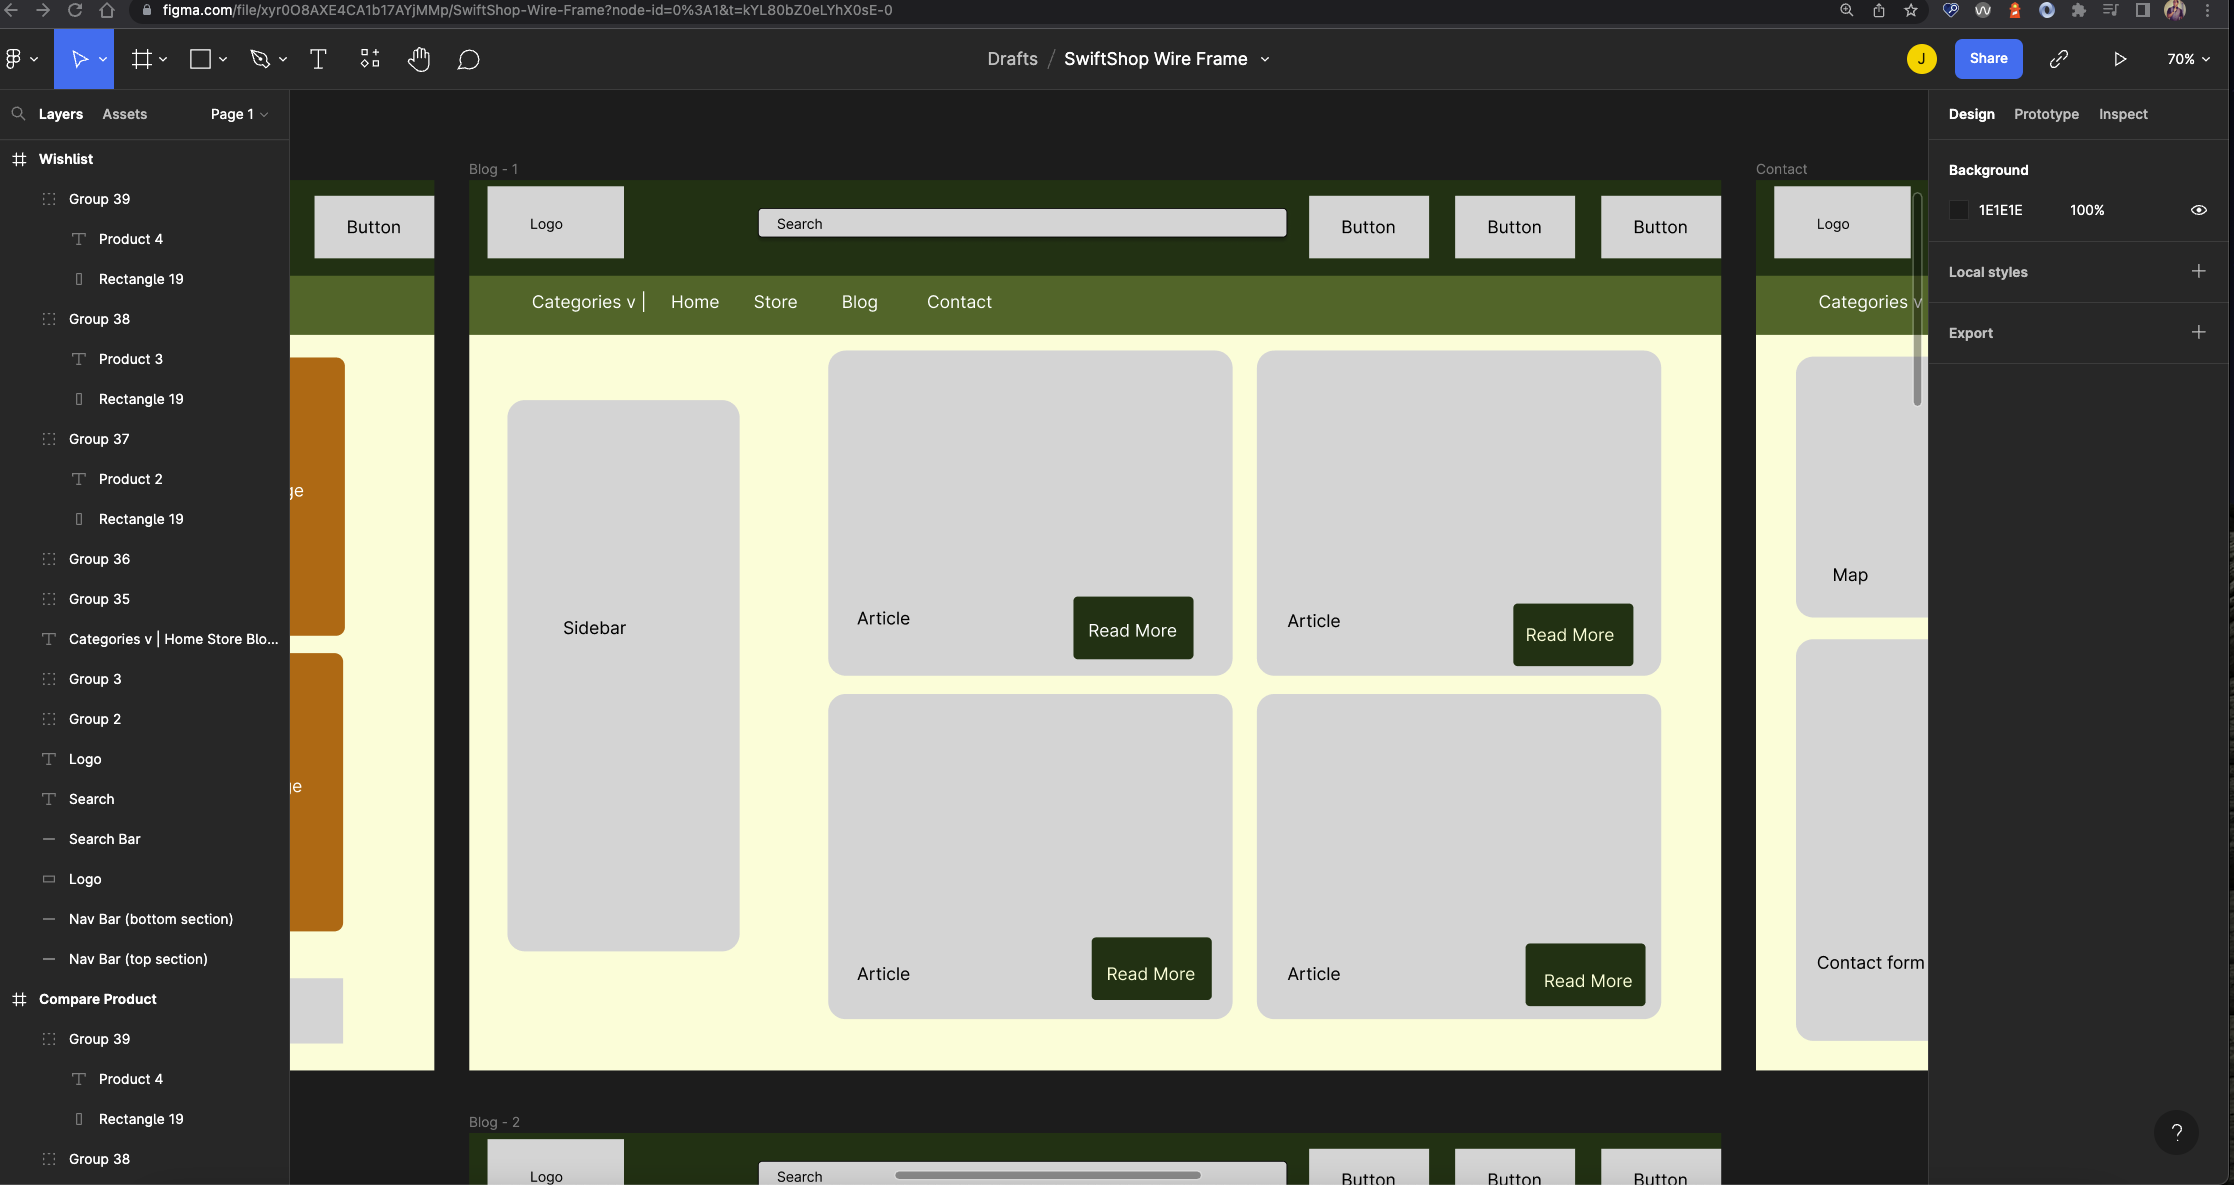 figma.com/file/xyr0O8AXE4CA1b17AYjMMp/SwiftShop-Wire-Frame?node-id=0%3A1&t=kYL80bZ0eLYhX0sE-0
Drafts / SwiftShop Wire Frame
J
Share
70%
Layers
Assets
Page 1
Design
Prototype
Inspect
Wishlist
Group 39
Product 4
Rectangle 19
Group 38
Product 3
Rectangle 19
Group 37
Product 2
Rectangle 19
Group 36
Group 35
Categories v | Home Store Blo...
Group 3
Group 2
Logo
Search
Search Bar
Logo
Nav Bar (bottom section)
Nav Bar (top section)
Compare Product
Group 39
Product 4
Rectangle 19
Group 38
Button
ge
ge
Blog - 1
Logo
Search
Button
Button
Button
Categories v | Home Store Blog Contact
Sidebar
Article
Read More
Article
Read More
Article
Read More
Article
Read More
Blog - 2
Logo
Search
Button
Button
Button
Contact
Logo
Categories v
Map
Contact form
Background
1E1E1E
100%
Local styles
Export
?